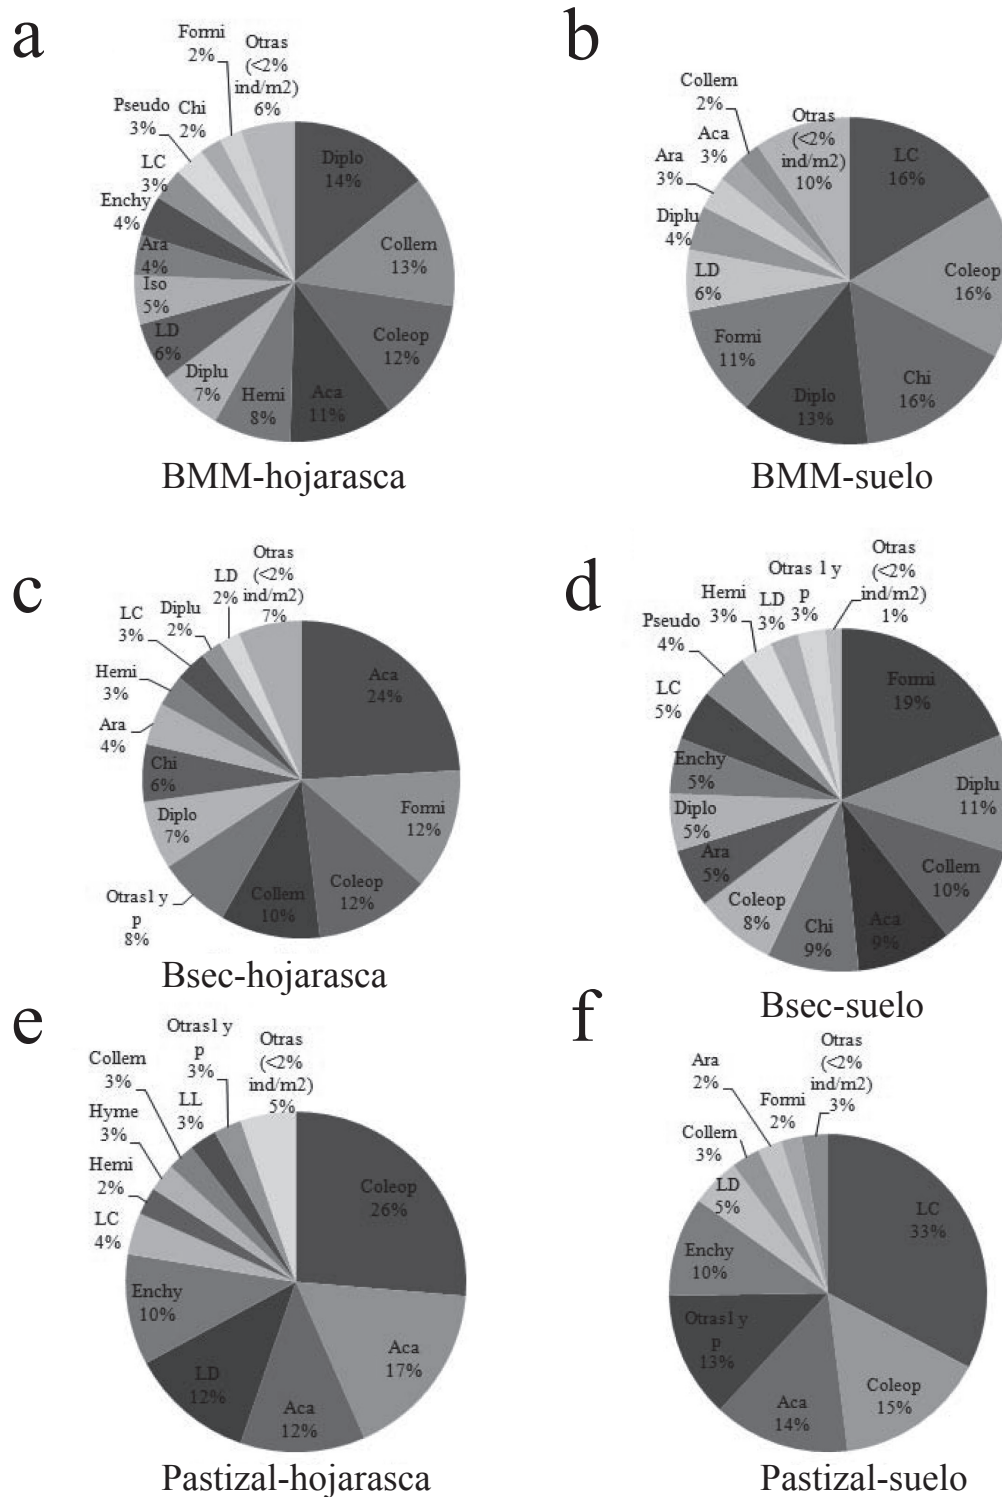 a
Formi
2%
Otras
(<2%
ind/m2)
6%
Pseudo
3%
Chi
2%
LC
3%
Enchy
4%
Ara
4%
Iso
5%
LD
6%
Diplu
7%
Hemi
8%
Aca
11%
Coleop
12%
Collem
13%
Diplo
14%
BMM-hojarasca
b
Collem
2%
Otras
(<2%
ind/m2)
10%
Aca
3%
Ara
3%
Diplu
4%
LD
6%
Formi
11%
Diplo
13%
Chi
16%
Coleop
16%
LC
16%
BMM-suelo
c
Otras
(<2%
ind/m2)
7%
LD
2%
Diplu
2%
LC
3%
Hemi
3%
Ara
4%
Chi
6%
Diplo
7%
Otras l y
p
8%
Collem
10%
Coleop
12%
Formi
12%
Aca
24%
Bsec-hojarasca
d
Otras
(<2%
ind/m2)
1%
Otras l y
p
3%
LD
3%
Hemi
3%
Pseudo
4%
LC
5%
Enchy
5%
Diplo
5%
Ara
5%
Coleop
8%
Chi
9%
Aca
9%
Collem
10%
Diplu
11%
Formi
19%
Bsec-suelo
e
Otras l y
p
3%
Otras
(<2%
ind/m2)
5%
Collem
3%
LL
3%
Hyme
3%
Hemi
2%
LC
4%
Enchy
10%
LD
12%
Aca
12%
Aca
17%
Coleop
26%
Pastizal-hojarasca
f
Otras
(<2%
ind/m2)
3%
Ara
2%
Formi
2%
Collem
3%
LD
5%
Enchy
10%
Otras l y
p
13%
Aca
14%
Coleop
15%
LC
33%
Pastizal-suelo